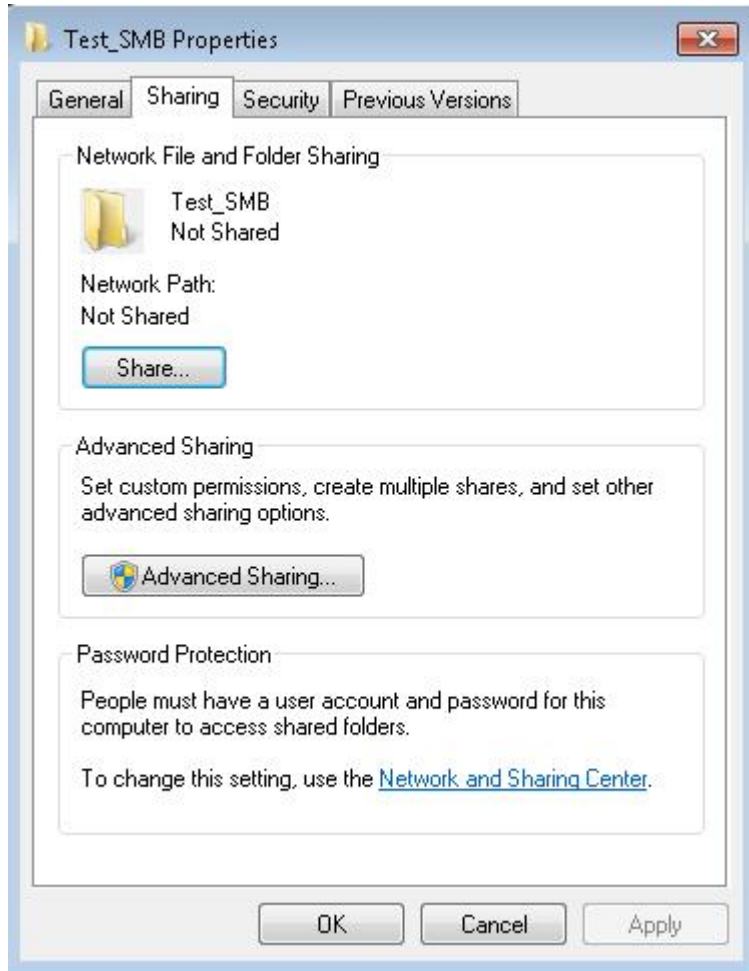 Test_SMB Properties
General Sharing Security Previous Versions
Network File and Folder Sharing
Test_SMB
Not Shared
Network Path:
Not Shared
Share...
Advanced Sharing
Set custom permissions, create multiple shares, and set other
advanced sharing options.
Advanced Sharing...
Password Protection
People must have a user account and password for this
computer to access shared folders.
To change this setting, use the Network and Sharing Center.
OK Cancel Apply